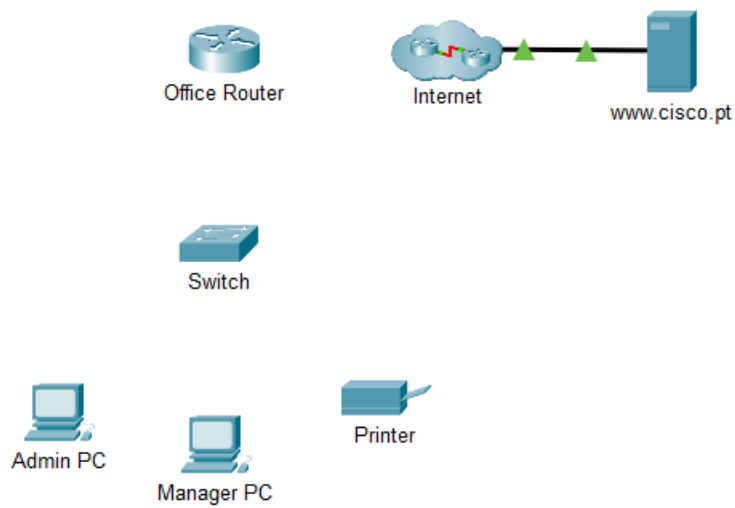 Office Router
Internet
www.cisco.pt
Switch
Printer
Admin PC
Manager PC